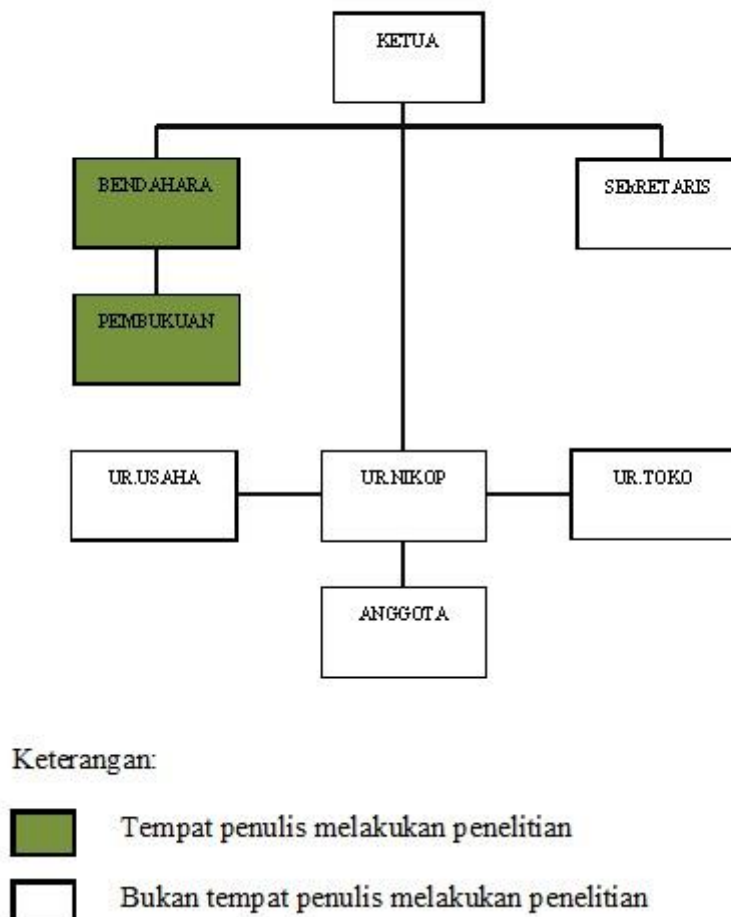 KETUA
BENDAHARA
SEKRETARIS
PEMBUKUAN
UR.USAHA
UR.NIKOP
UR.TOKO
ANGGOTA
Keterangan:
Tempat penulis melakukan penelitian
Bukan tempat penulis melakukan penelitian